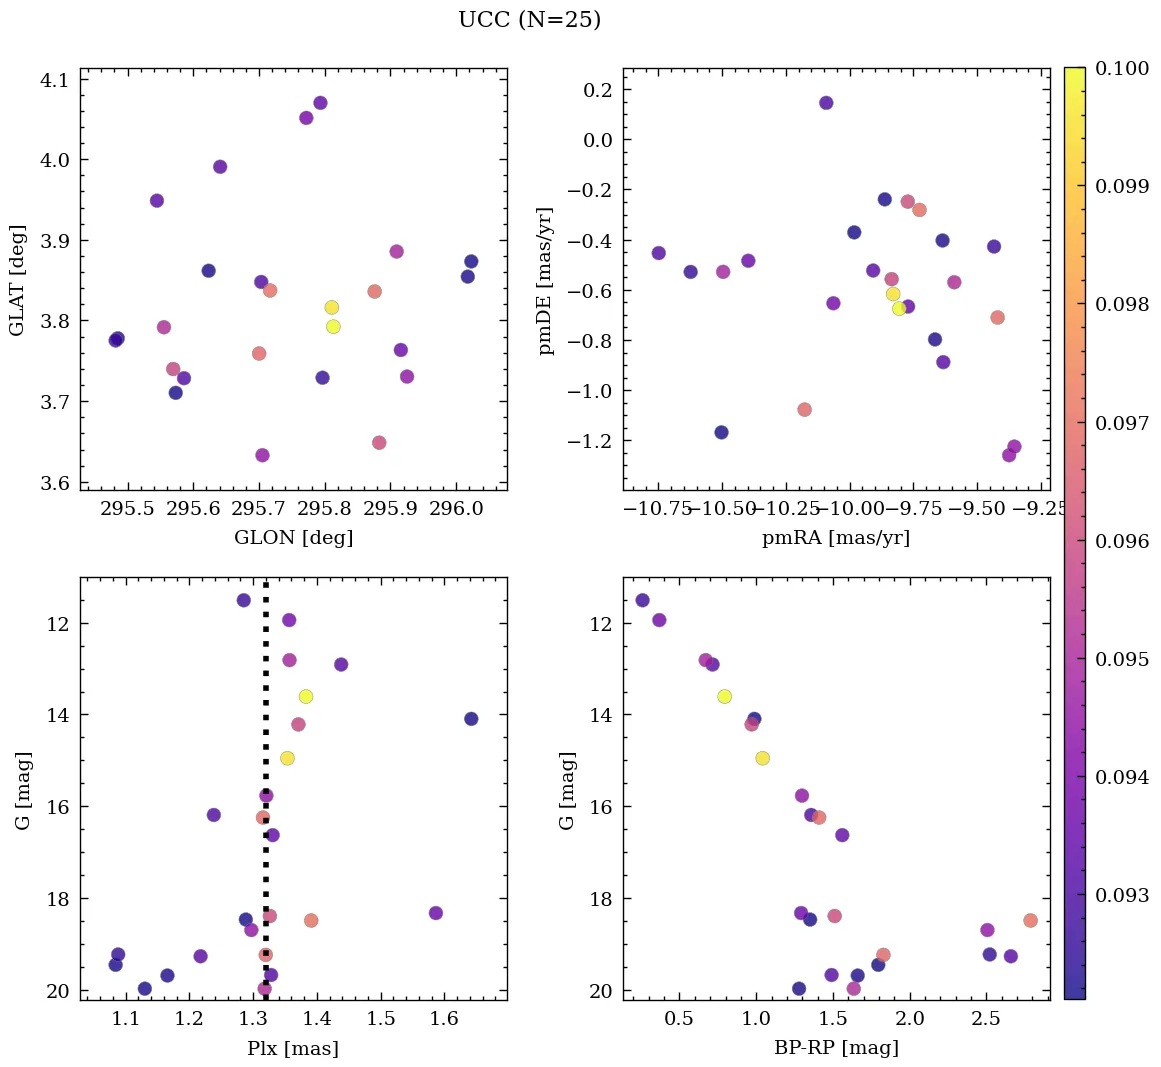 UCC (N=25)
4.1
4.0
3.9
3.8
3.7
3.6
GLAT [deg]
295.5 295.6 295.7 295.8 295.9 296.0
GLON [deg]
0.2
0.0
−0.2
−0.4
−0.6
−0.8
−1.0
−1.2
pmDE [mas/yr]
−10.75 −10.50 −10.25 −10.00 −9.75 −9.50 −9.25
pmRA [mas/yr]
0.100
0.099
0.098
0.097
0.096
0.095
0.094
0.093
12
14
16
18
20
G [mag]
1.1 1.2 1.3 1.4 1.5 1.6
Plx [mas]
12
14
16
18
20
G [mag]
0.5 1.0 1.5 2.0 2.5
BP-RP [mag]